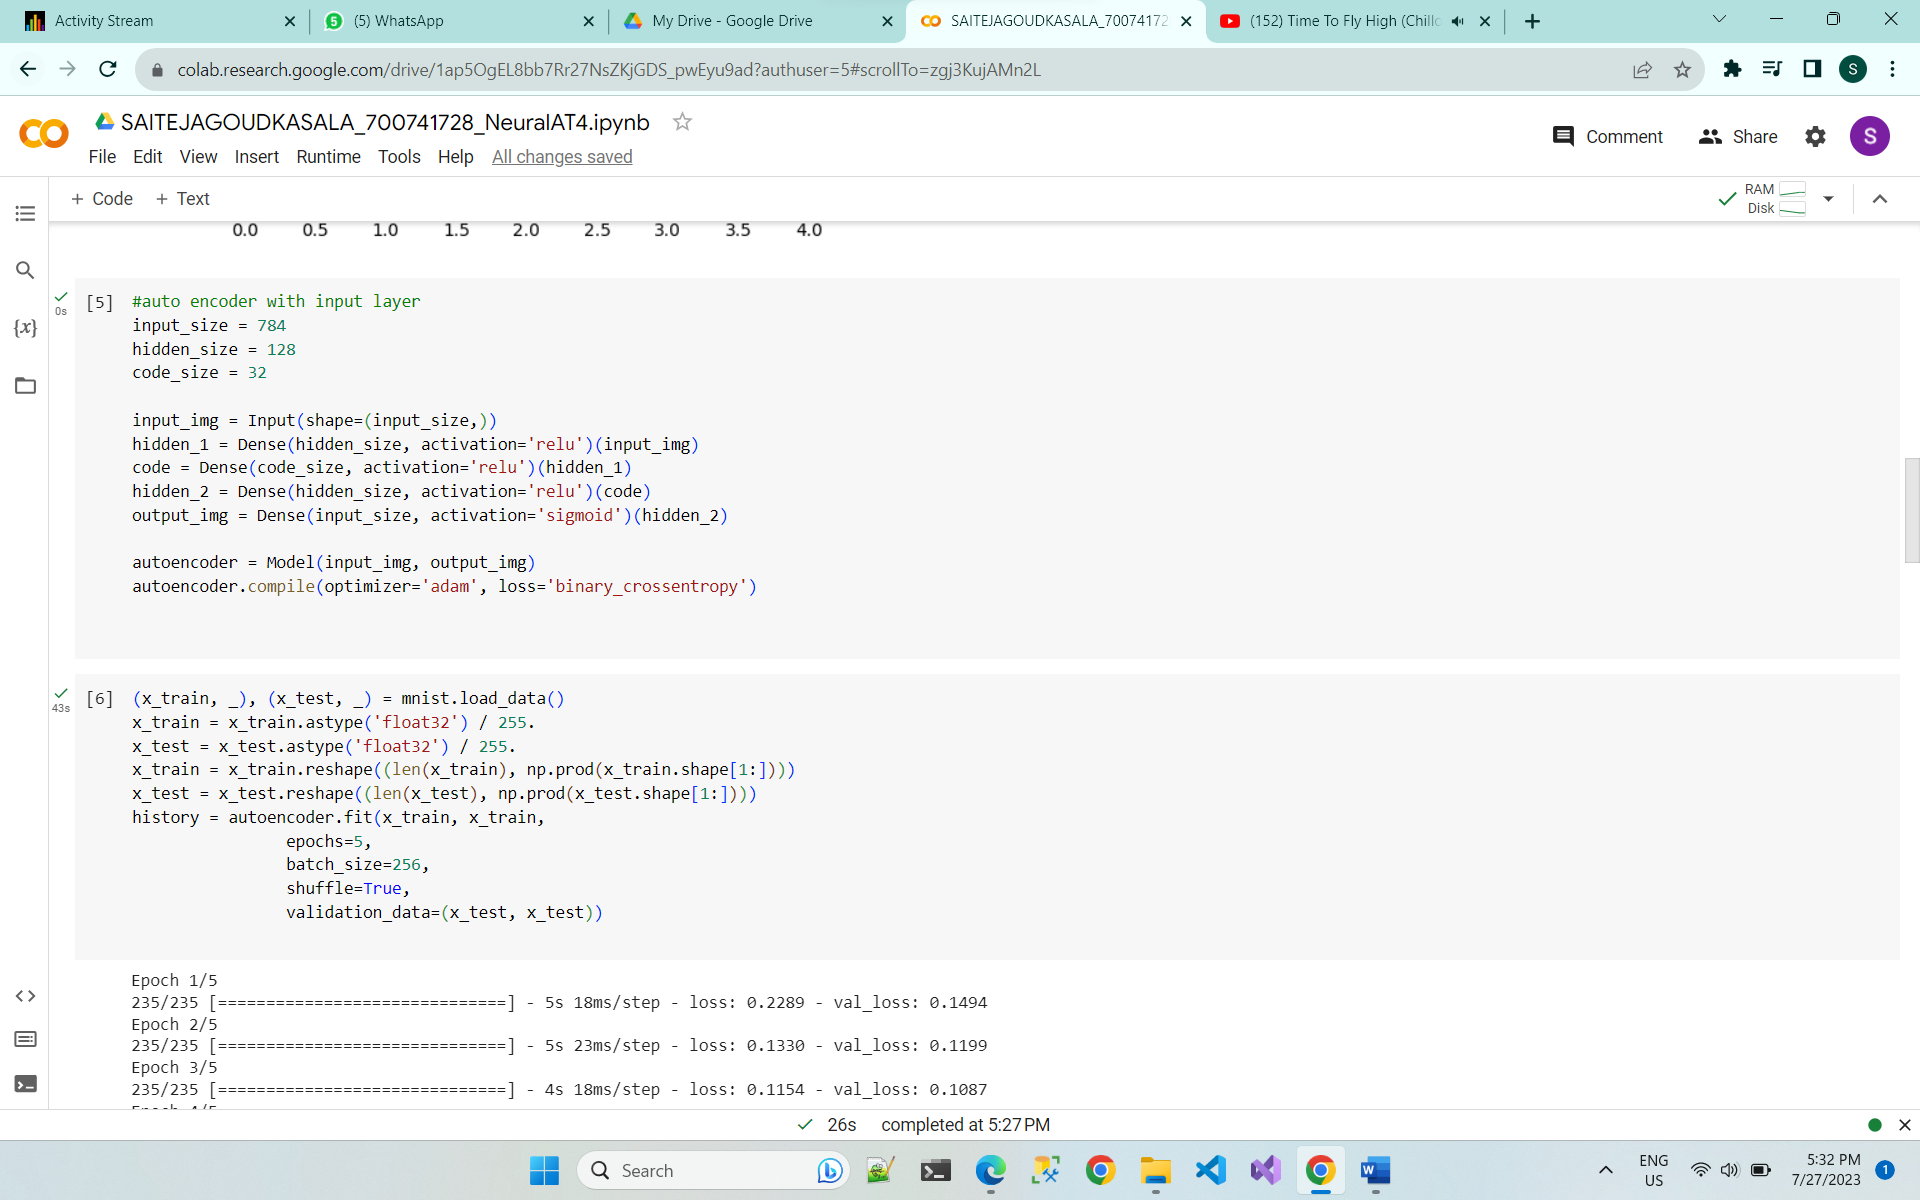 Activity Stream
(5) WhatsApp
My Drive - Google Drive
SAITEJAGOUDKASALA_70074172
(152) Time To Fly High (Chillc
colab.research.google.com/drive/1ap5OgEL8bb7Rr27NsZKjGDS_pwEyu9ad?authuser=5#scrollTo=zgj3KujAMn2L
S
SAITEJAGOUDKASALA_700741728_NeuralAT4.ipynb
Comment
Share
S
File Edit View Insert Runtime Tools Help All changes saved
+ Code + Text
RAM
Disk
0.0 0.5 1.0 1.5 2.0 2.5 3.0 3.5 4.0
0s
[5] #auto encoder with input layer
input_size = 784
hidden_size = 128
code_size = 32
input_img = Input(shape=(input_size,))
hidden_1 = Dense(hidden_size, activation='relu')(input_img)
code = Dense(code_size, activation='relu')(hidden_1)
hidden_2 = Dense(hidden_size, activation='relu')(code)
output_img = Dense(input_size, activation='sigmoid')(hidden_2)
autoencoder = Model(input_img, output_img)
autoencoder.compile(optimizer='adam', loss='binary_crossentropy')
43s
[6] (x_train, _), (x_test, _) = mnist.load_data()
x_train = x_train.astype('float32') / 255.
x_test = x_test.astype('float32') / 255.
x_train = x_train.reshape((len(x_train), np.prod(x_train.shape[1:])))
x_test = x_test.reshape((len(x_test), np.prod(x_test.shape[1:])))
history = autoencoder.fit(x_train, x_train,
epochs=5,
batch_size=256,
shuffle=True,
validation_data=(x_test, x_test))
Epoch 1/5
235/235 [==============================] - 5s 18ms/step - loss: 0.2289 - val_loss: 0.1494
Epoch 2/5
235/235 [==============================] - 5s 23ms/step - loss: 0.1330 - val_loss: 0.1199
Epoch 3/5
235/235 [==============================] - 4s 18ms/step - loss: 0.1154 - val_loss: 0.1087
Epoch 4/5
26s completed at 5:27 PM
Search
ENG
US
5:32 PM
7/27/2023
1